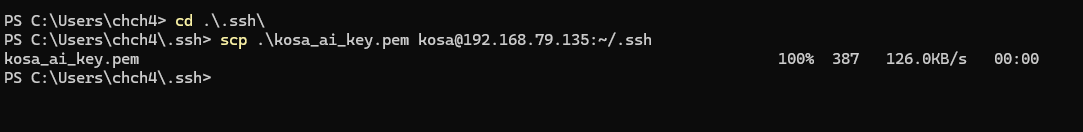 PS C:\Users\chch4> cd .\.ssh\
PS C:\Users\chch4\.ssh> scp .\kosa_ai_key.pem kosa@192.168.79.135:~/.ssh
kosa_ai_key.pem 100% 387 126.0KB/s 00:00
PS C:\Users\chch4\.ssh>